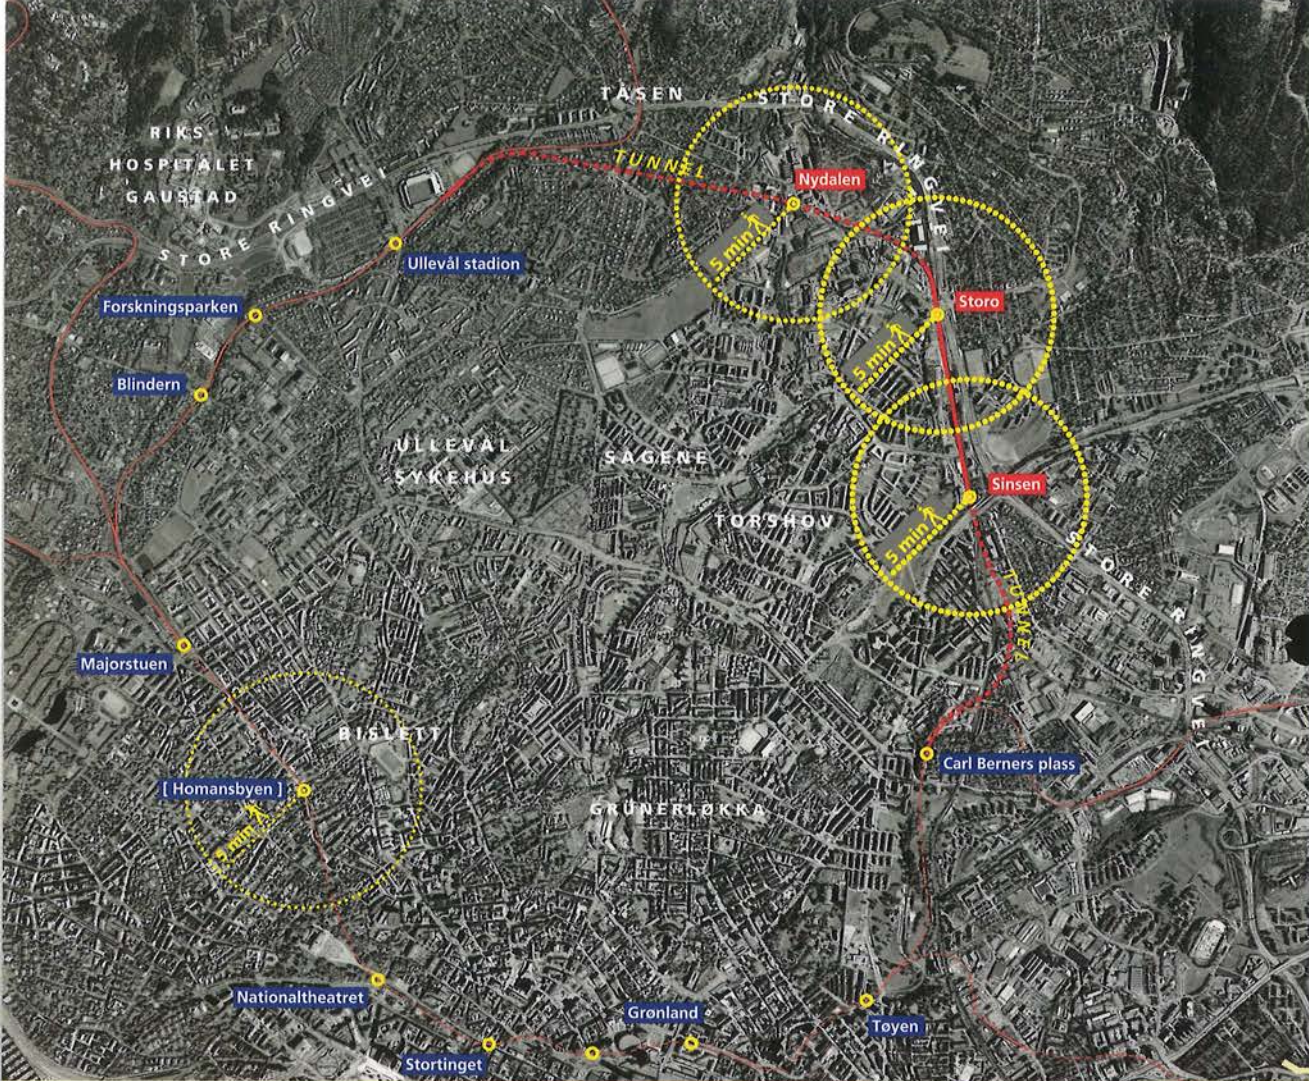 TÅSEN
STORE RINGVEI
RIKS-
HOSPITALET
GAUSTAD
TUNNEL
Nydalen
STORE RINGVEI
5 min
Ullevål stadion
Forskningsparken
Storo
5 min
Blindern
ULLEVÅL
SYKEHUS
SAGENE
Sinsen
TORSHOV
5 min
STORE RINGVEI
TUNNEL
Majorstuen
BISLETT
Carl Berners plass
[ Homansbyen ]
GRÜNERLØKKA
5 min
Nationaltheatret
Grønland
Tøyen
Stortinget